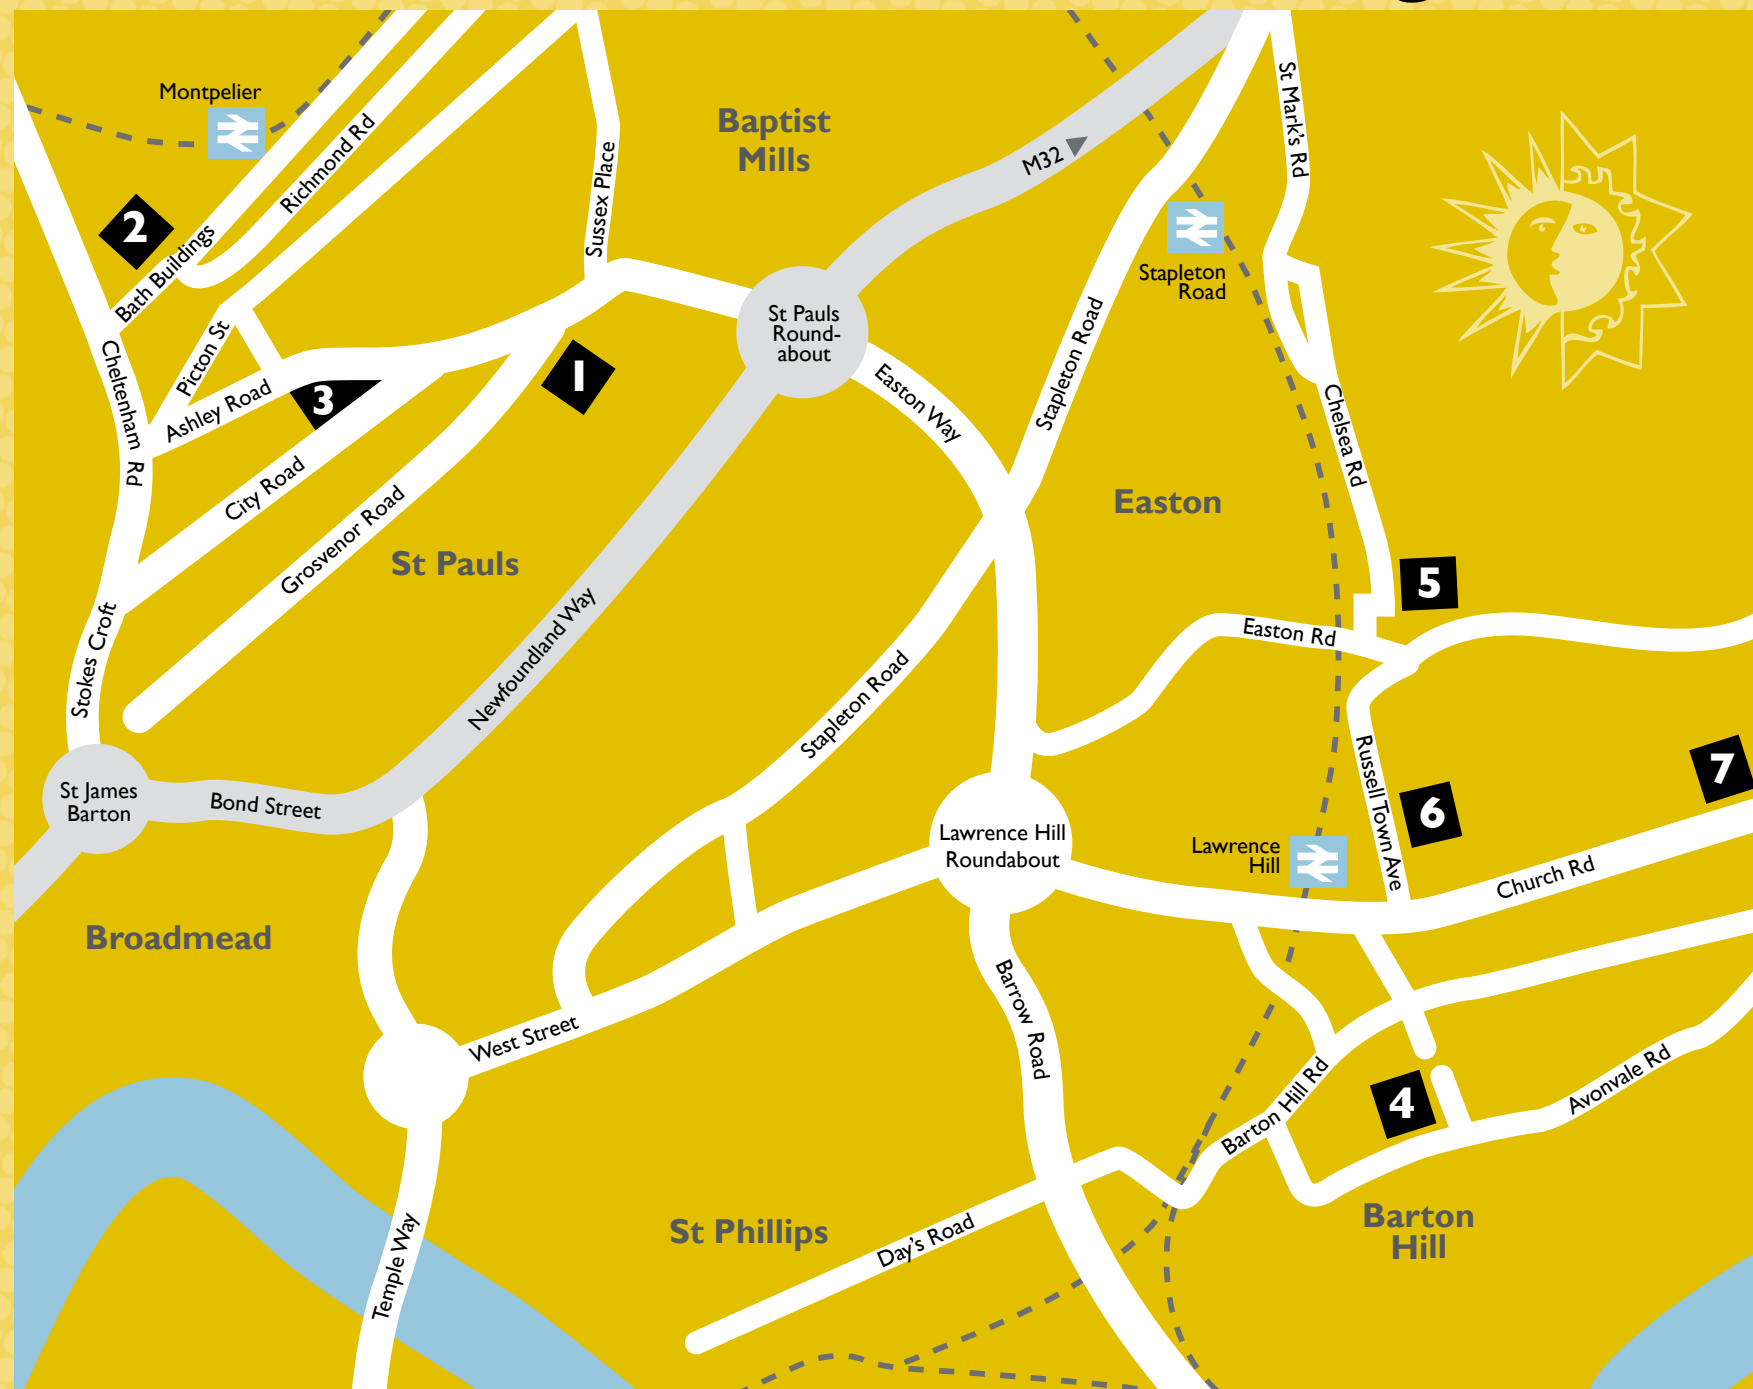 Montpelier
Richmond Rd
2
Bath Buildings
Picton St
Cheltenham Rd
Ashley Road
3
City Road
Grosvenor Road
Stokes Croft
St Pauls
Sussex Place
1
Baptist
Mills
M32
St Pauls
Round-
about
Easton Way
Newfoundland Way
St Mark's Rd
Stapleton
Road
Stapleton Road
Easton
Chelsea Rd
5
Easton Rd
Stapleton Road
St James
Barton
Bond Street
Broadmead
West Street
Lawrence Hill
Roundabout
Lawrence
Hill
Russell Town Ave
6
7
Church Rd
Barrow Road
4
Barton Hill Rd
Avonvale Rd
Barton
Hill
St Phillips
Day's Road
Temple Way